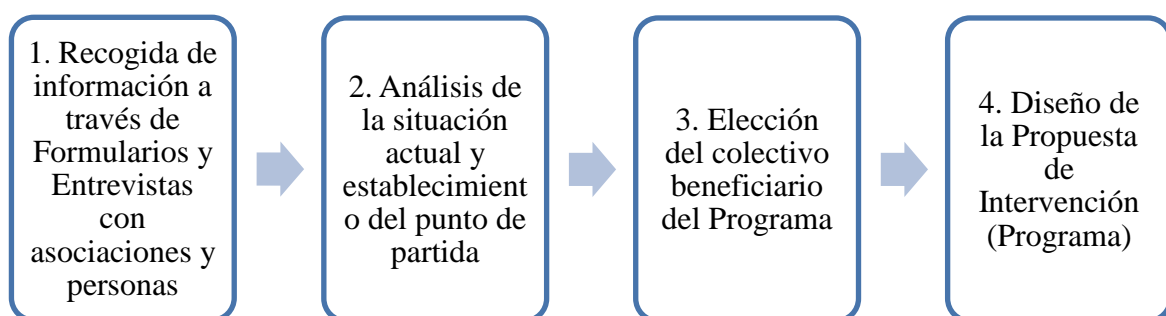 1. Recogida de
información a
través de
Formularios y
Entrevistas
con
asociaciones y
personas
2. Análisis de
la situación
actual y
establecimient
o del punto de
partida
3. Elección
del colectivo
beneficiario
del Programa
4. Diseño de
la Propuesta
de
Intervención
(Programa)